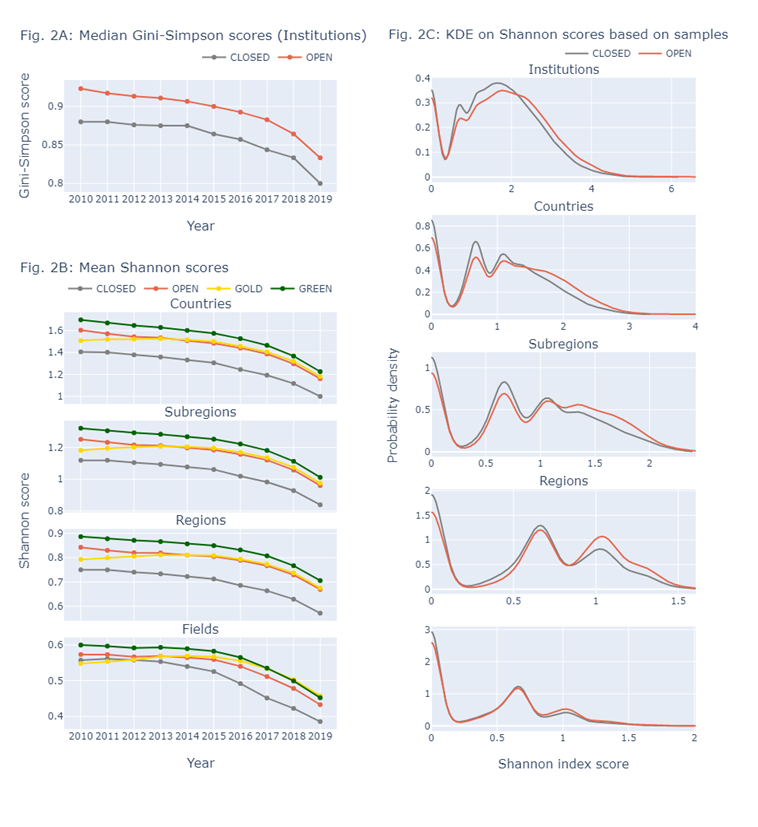 Fig. 2A: Median Gini-Simpson scores (Institutions)
CLOSED OPEN
Gini-Simpson score
0.9
0.85
0.8
2010 2011 2012 2013 2014 2015 2016 2017 2018 2019
Year
Fig. 2B: Mean Shannon scores
CLOSED OPEN GOLD GREEN
Shannon score
Countries
1.6
1.4
1.2
1
Subregions
1.2
1
0.8
Regions
0.9
0.8
0.7
0.6
Fields
0.6
0.5
0.4
2010 2011 2012 2013 2014 2015 2016 2017 2018 2019
Year
Fig. 2C: KDE on Shannon scores based on samples
CLOSED OPEN
Probability density
Institutions
0.4
0.3
0.2
0.1
0
0 2 4 6
Countries
0.8
0.6
0.4
0.2
0
0 1 2 3 4
Subregions
1
0.5
0
0 0.5 1 1.5 2
Regions
2
1.5
1
0.5
0
0 0.5 1 1.5
3
2
1
0
0 0.5 1 1.5 2
Shannon index score